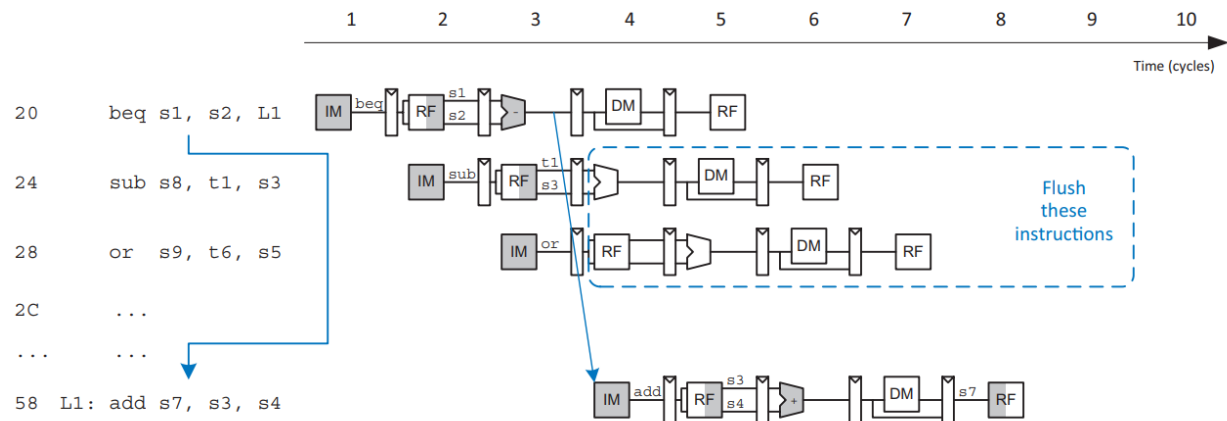 1 2 3 4 5 6 7 8 9 10
Time (cycles)
20 beq s1, s2, L1 IM beq RF s1 s2 - DM RF
24 sub s8, t1, s3 IM sub RF t1 s3 DM RF
Flush
these
instructions
28 or s9, t6, s5 IM or RF DM RF
2C ...
... ...
58 L1: add s7, s3, s4 IM add RF s3 s4 + DM s7 RF